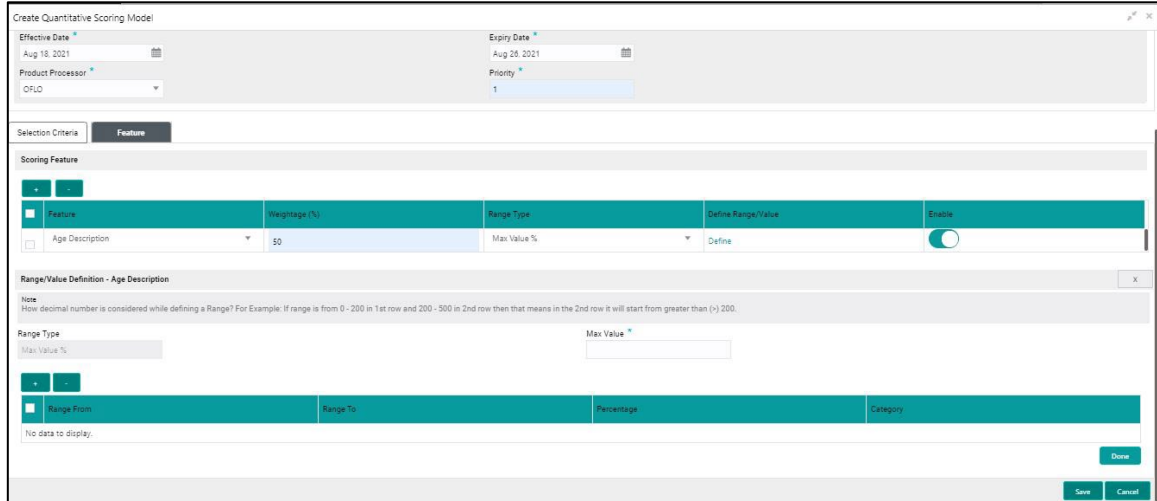 Create Quantitative Scoring Model
Effective Date *
Expiry Date *
Aug 18, 2021
Aug 26, 2021
Product Processor *
Priority *
OFLO
1
Selection Criteria
Feature
Scoring Feature
+ -
Feature Weightage (%) Range Type Define Range/Value Enable
Age Description 50 Max Value % Define
Range/Value Definition - Age Description
X
Note
How decimal number is considered while defining a Range? For Example: If range is from 0 - 200 in 1st row and 200 - 500 in 2nd row then that means in the 2nd row it will start from greater than (>) 200.
Range Type
Max Value *
Max Value %
+ -
Range From Range To Percentage Category
No data to display.
Done
Save Cancel